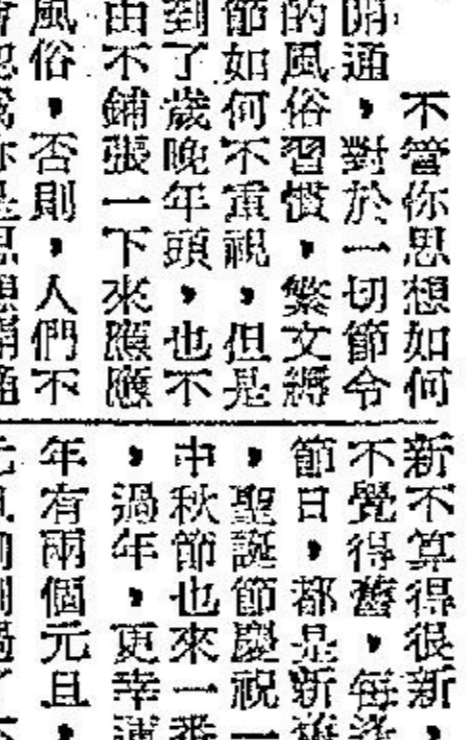 不管你思想如何
開通，對於一切節令
的風俗習慣，繁文縟
節如何不重視，但是
到了歲晚年頭，也不
由不鋪張一下來應應
風俗，否則，人們不
新不算得很新，
不覺得舊，每逢
節日，都是新舊
，聖誕節慶祝一
中秋節也來一番
，過年，更幸運
年有兩個元旦，